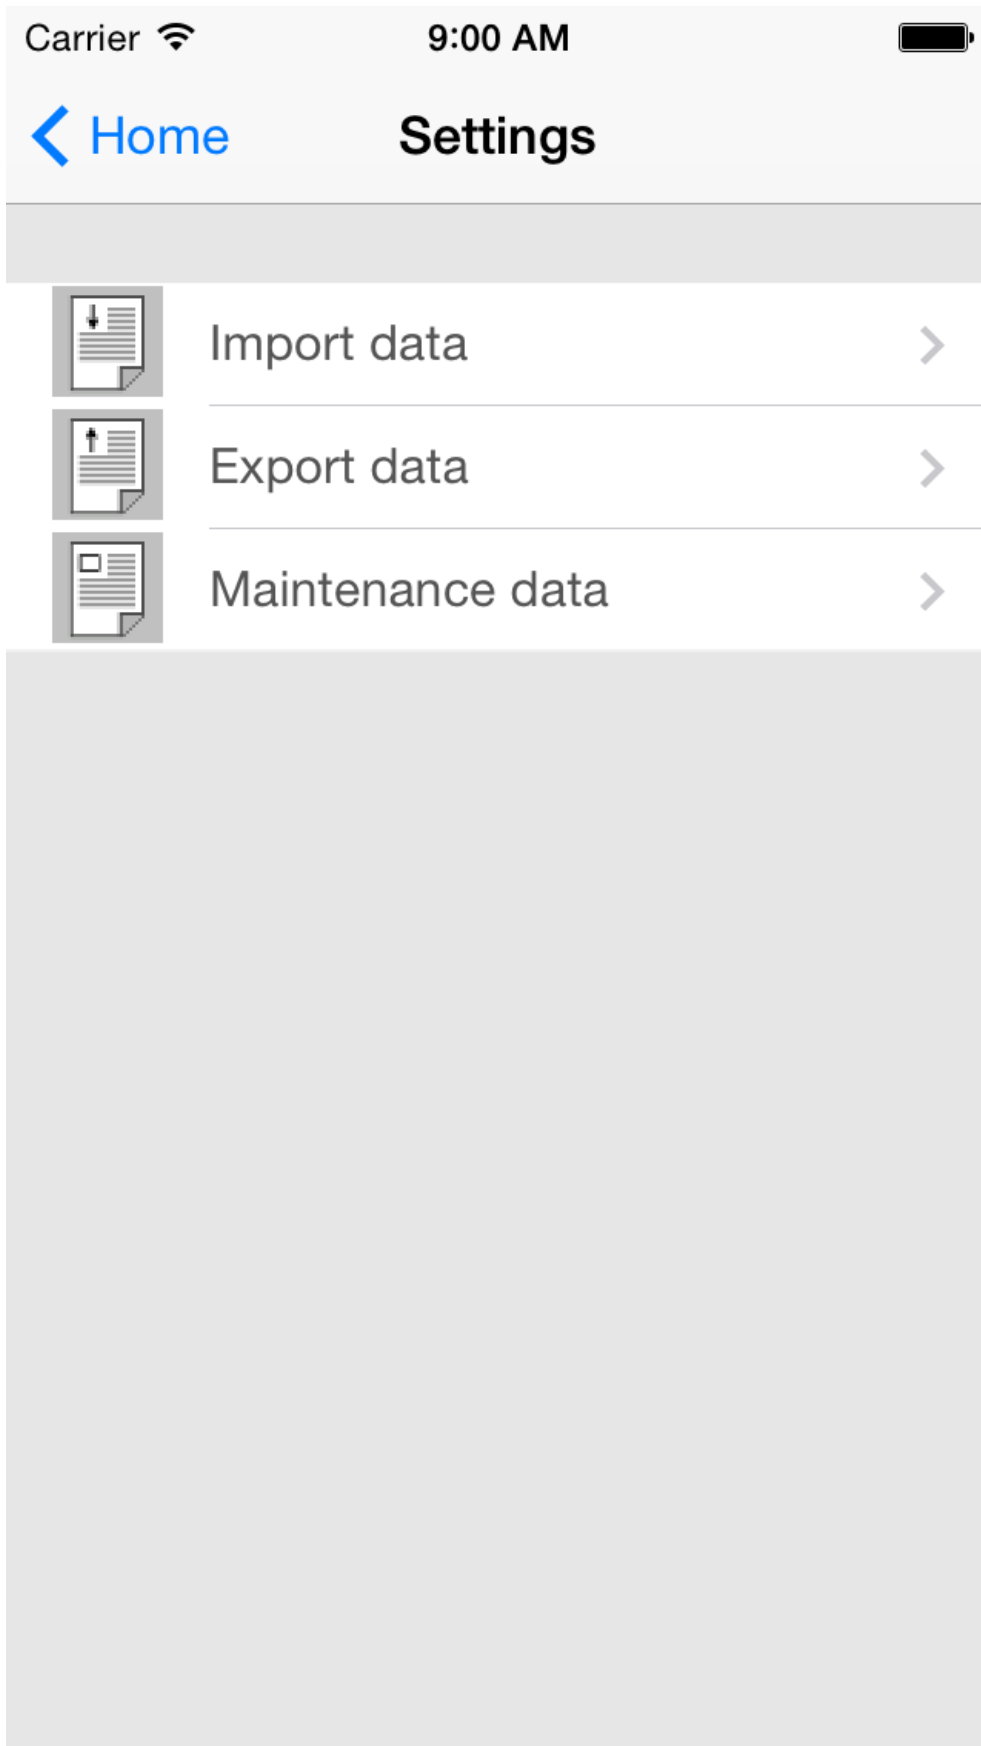 Carrier 9:00 AM
Home Settings
Import data
Export data
Maintenance data